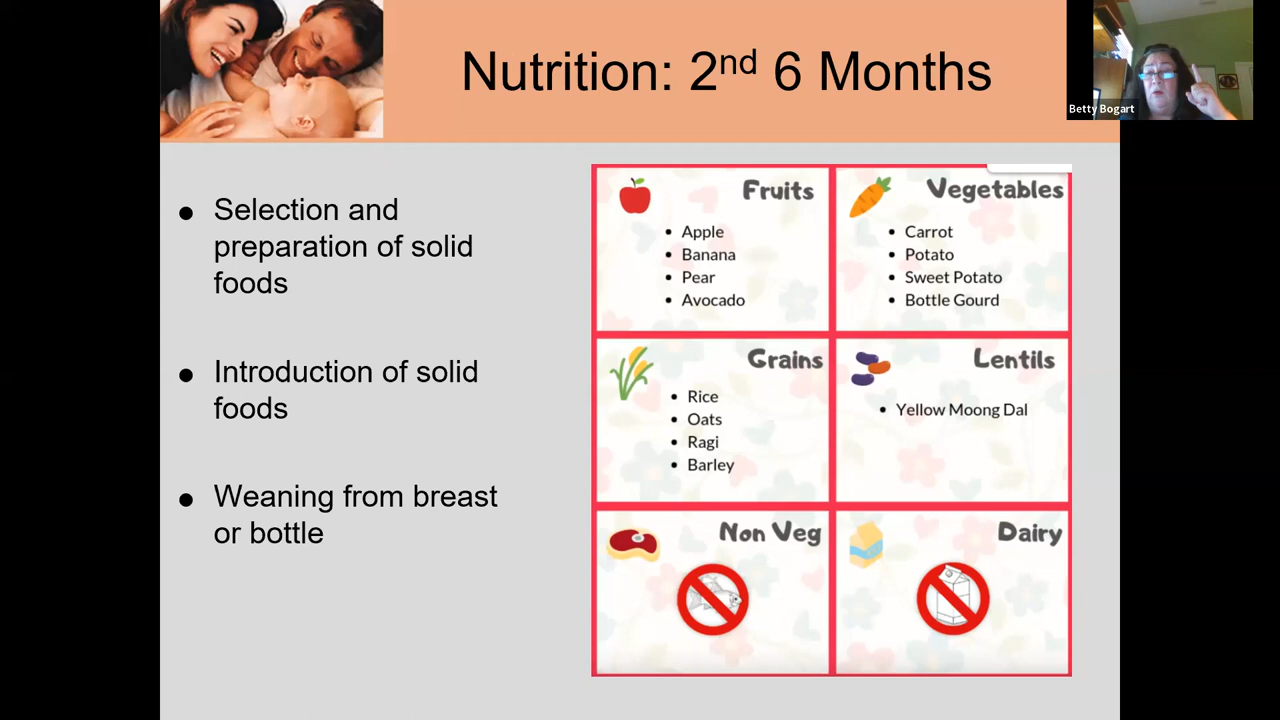 Nutrition: 2nd 6 Months
Betty Bogart
Selection and
preparation of solid
foods
Introduction of solid
foods
Weaning from breast
or bottle
Fruits
Apple
Banana
Pear
Avocado
Vegetables
Carrot
Potato
Sweet Potato
Bottle Gourd
Grains
Rice
Oats
Ragi
Barley
Lentils
Yellow Moong Dal
Non Veg
Dairy